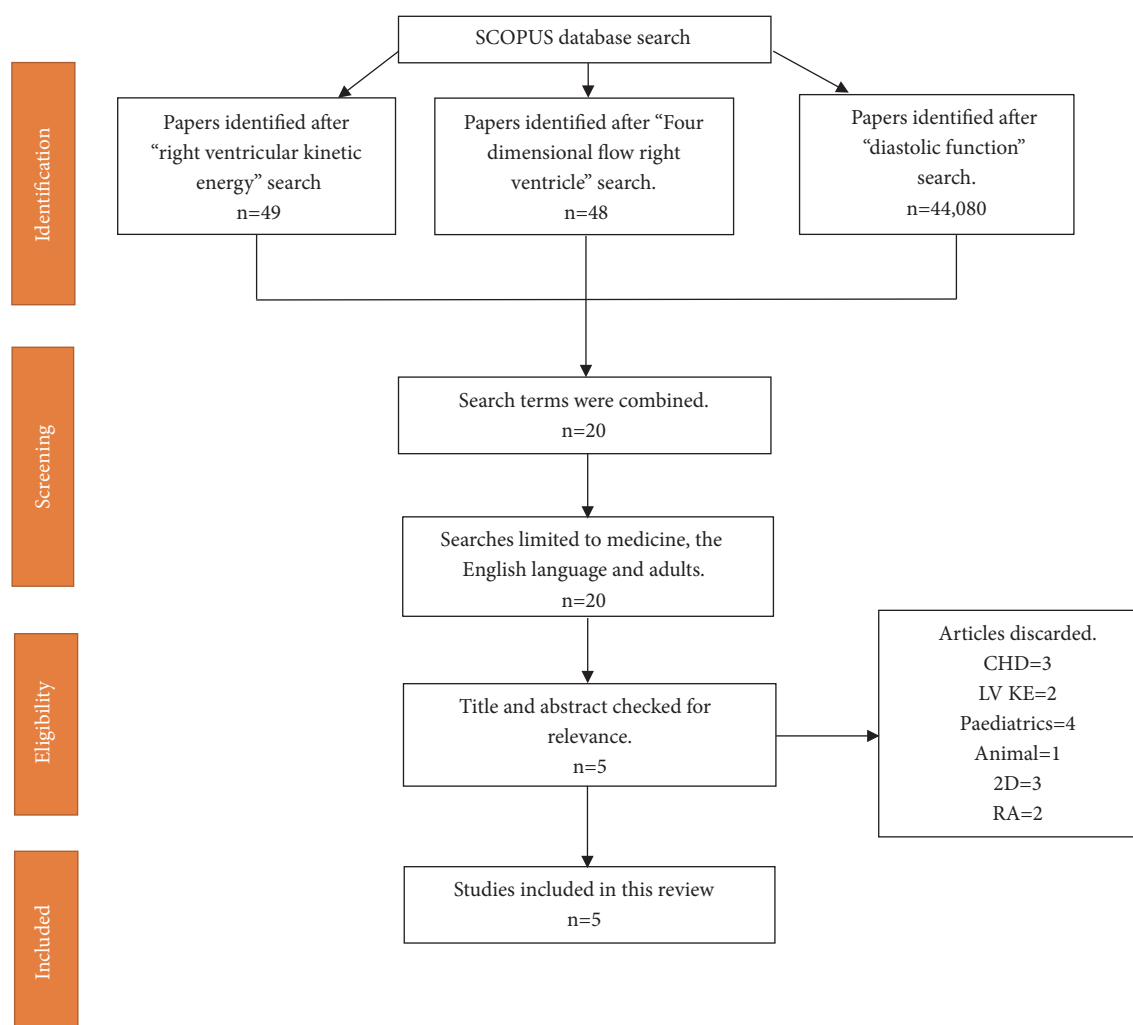 SCOPUS database search
Identification
Papers identified after
“right ventricular kinetic
energy” search
n=49
Papers identified after “Four
dimensional flow right
ventricle” search.
n=48
Papers identified after
“diastolic function”
search.
n=44,080
Screening
Search terms were combined.
n=20
Searches limited to medicine, the
English language and adults.
n=20
Eligibility
Title and abstract checked for
relevance.
n=5
Articles discarded.
CHD=3
LV KE=2
Paediatrics=4
Animal=1
2D=3
RA=2
Included
Studies included in this review
n=5